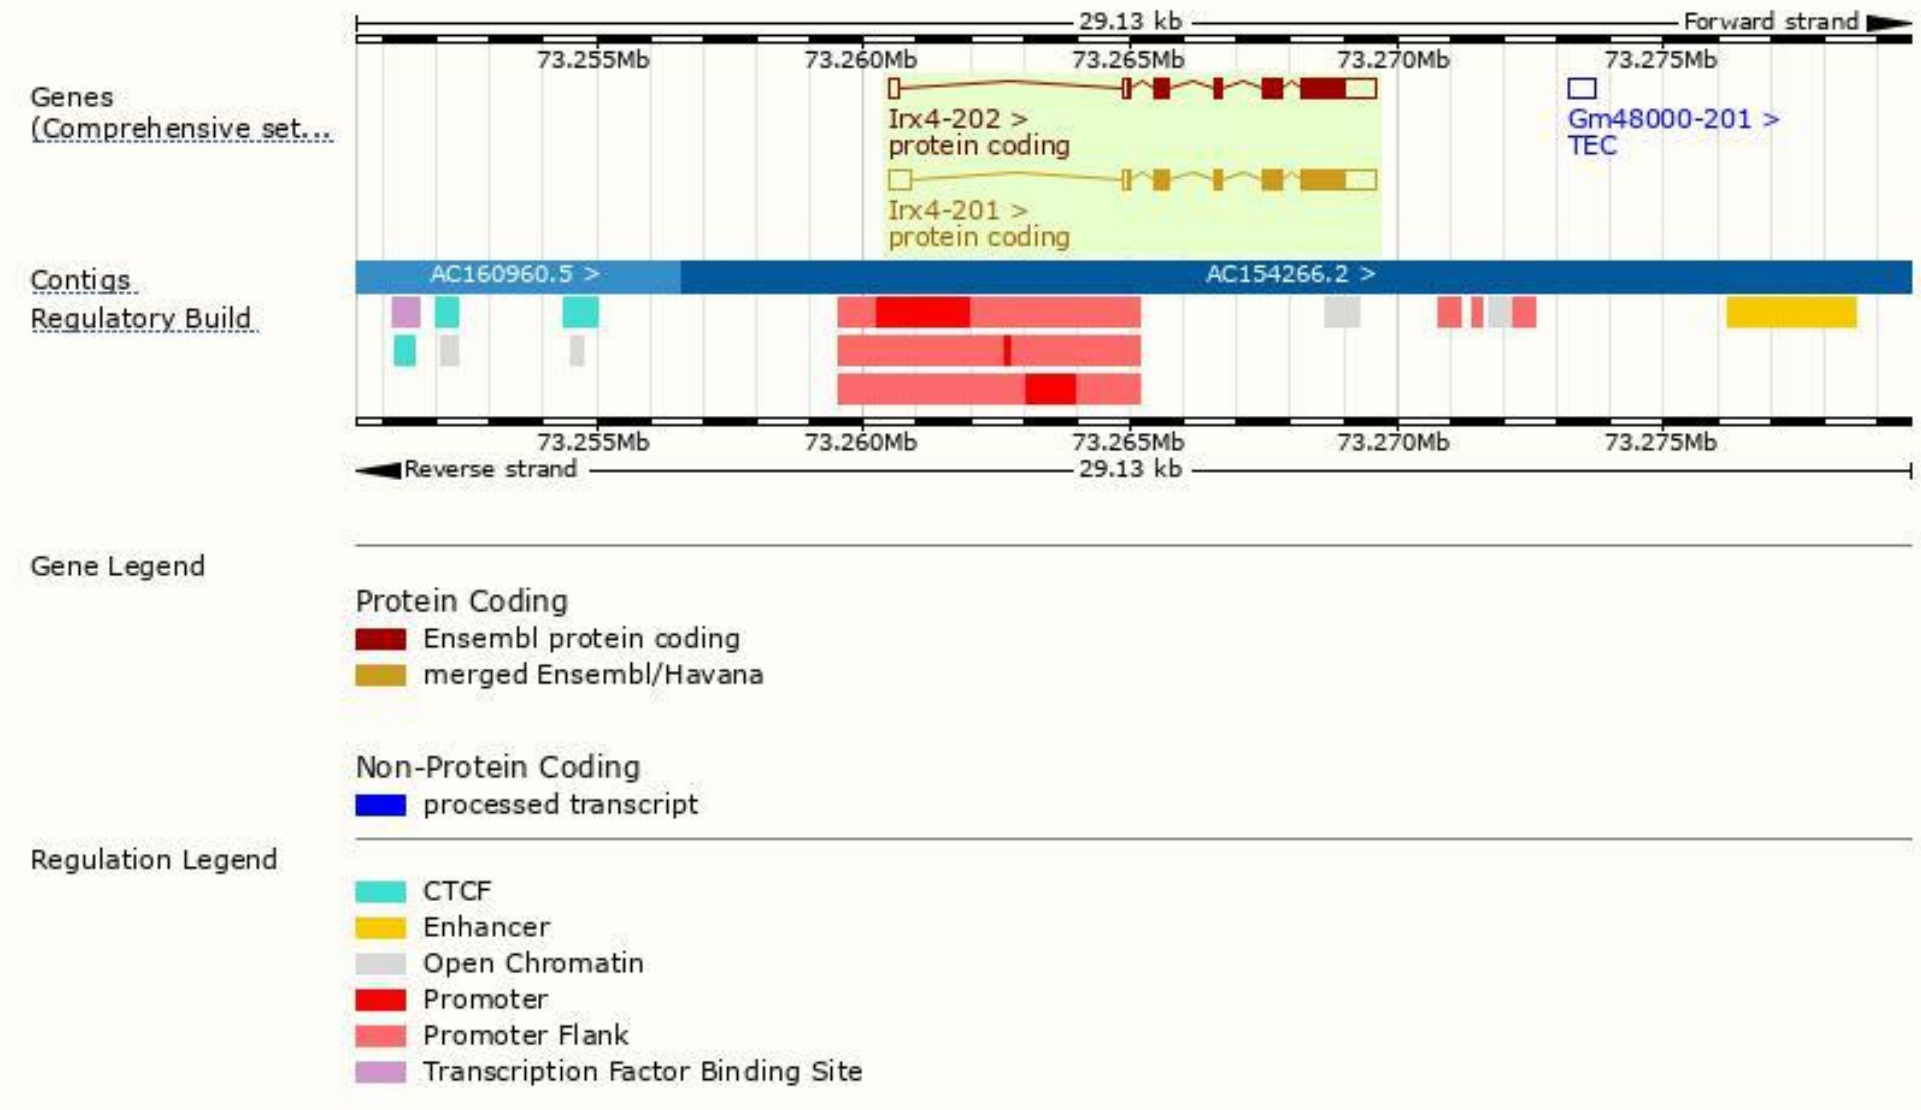 29.13 kb Forward strand
73.255Mb 73.260Mb 73.265Mb 73.270Mb 73.275Mb
Genes
(Comprehensive set...
Irx4-202 >
protein coding
Gm48000-201 >
TEC
Irx4-201 >
protein coding
Contigs
AC160960.5 > AC154266.2 >
Regulatory Build
73.255Mb 73.260Mb 73.265Mb 73.270Mb 73.275Mb
Reverse strand 29.13 kb
Gene Legend
Protein Coding
Ensembl protein coding
merged Ensembl/Havana
Non-Protein Coding
processed transcript
Regulation Legend
CTCF
Enhancer
Open Chromatin
Promoter
Promoter Flank
Transcription Factor Binding Site